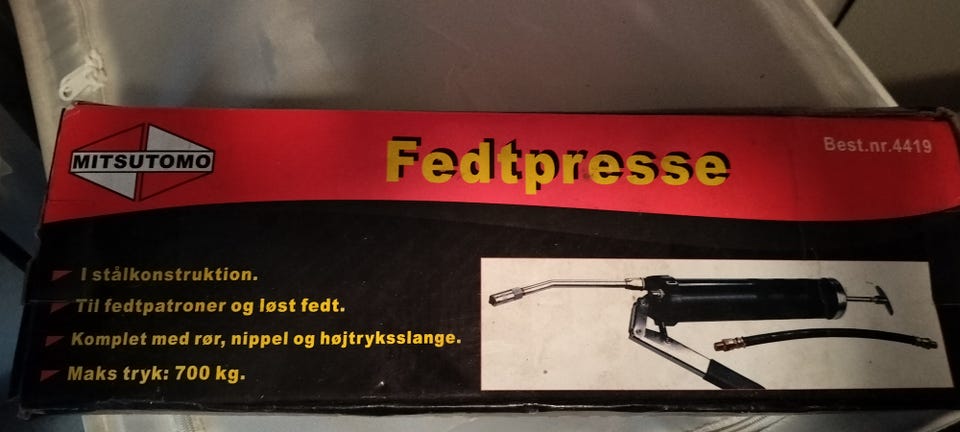 MITSUTOMO
Fedtpresse
Best.nr.4419
I stålkonstruktion.
Til fedtpatroner og løst fedt.
Komplet med rør, nippel og højtryksslange.
Maks tryk: 700 kg.